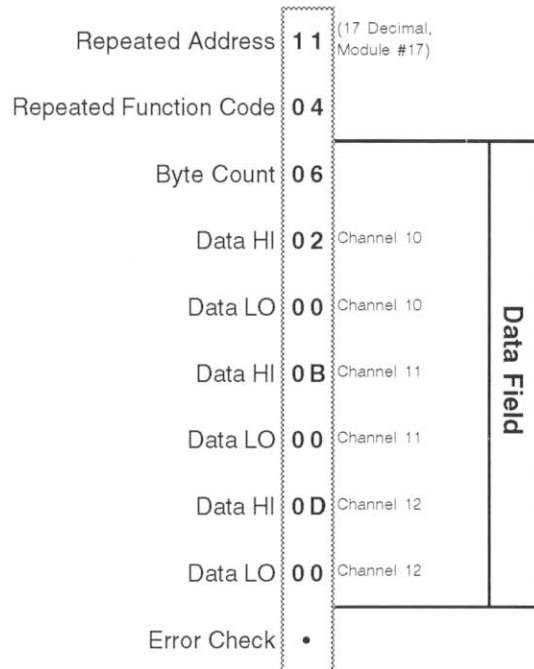 Repeated Address 11 (17 Decimal,
Module #17)
Repeated Function Code 04
Byte Count 06
Data HI 02 Channel 10
Data LO 00 Channel 10
Data HI 0B Channel 11
Data LO 00 Channel 11
Data HI 0D Channel 12
Data LO 00 Channel 12
Error Check •
Data Field